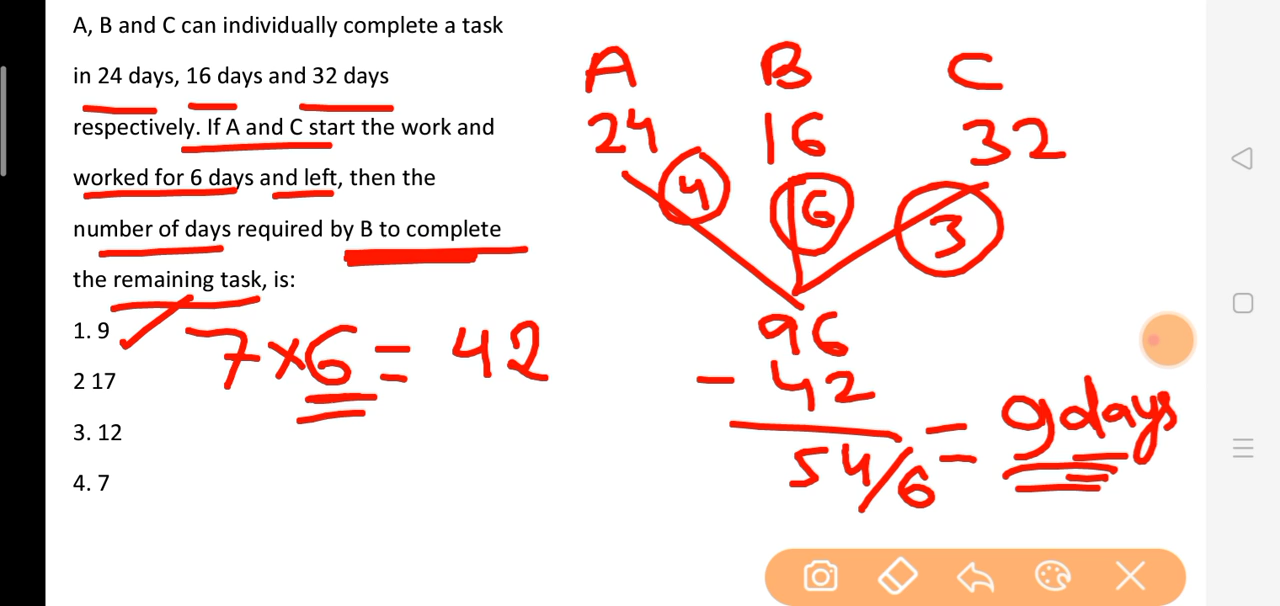 A, B and C can individually complete a task
in 24 days, 16 days and 32 days
respectively. If A and C start the work and
worked for 6 days and left, then the
number of days required by B to complete
the remaining task, is:
1. 9
2 17
3. 12
4. 7
7×6 = 42
A B C
24 16 32
4 6 3
96
- 42
54/6 = 9 days